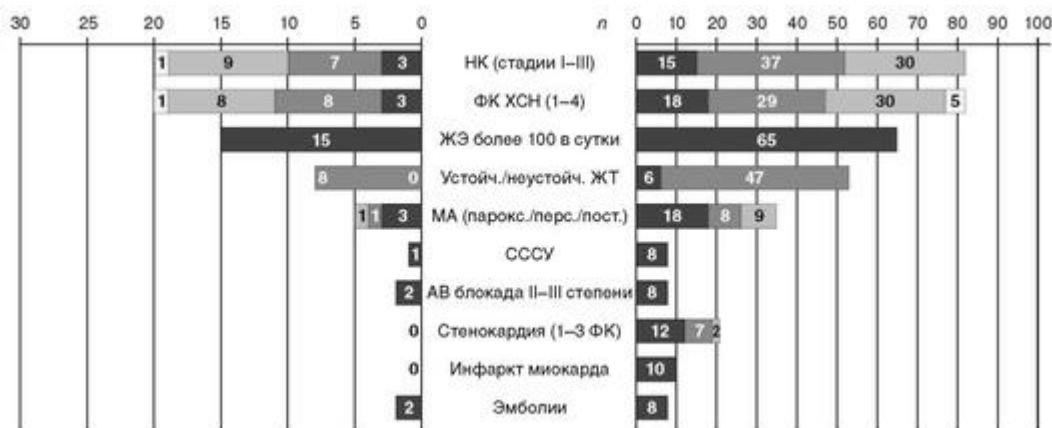 30 25 20 15 10 5 0 n 0 10 20 30 40 50 60 70 80 90 100
1 9 7 3 НК (стадии I–III) 15 37 30
1 8 8 3 ФК ХСН (1–4) 18 29 30 5
15 ЖЭ более 100 в сутки 65
8 0 Устойч./неустойч. ЖТ 6 47
1 1 3 МА (парокс./перс./пост.) 18 8 9
1 СССУ 8
2 АВ блокада II–III степени 8
0 Стенокардия (1–3 ФК) 12 7 2
0 Инфаркт миокарда 10
2 Эмболии 8